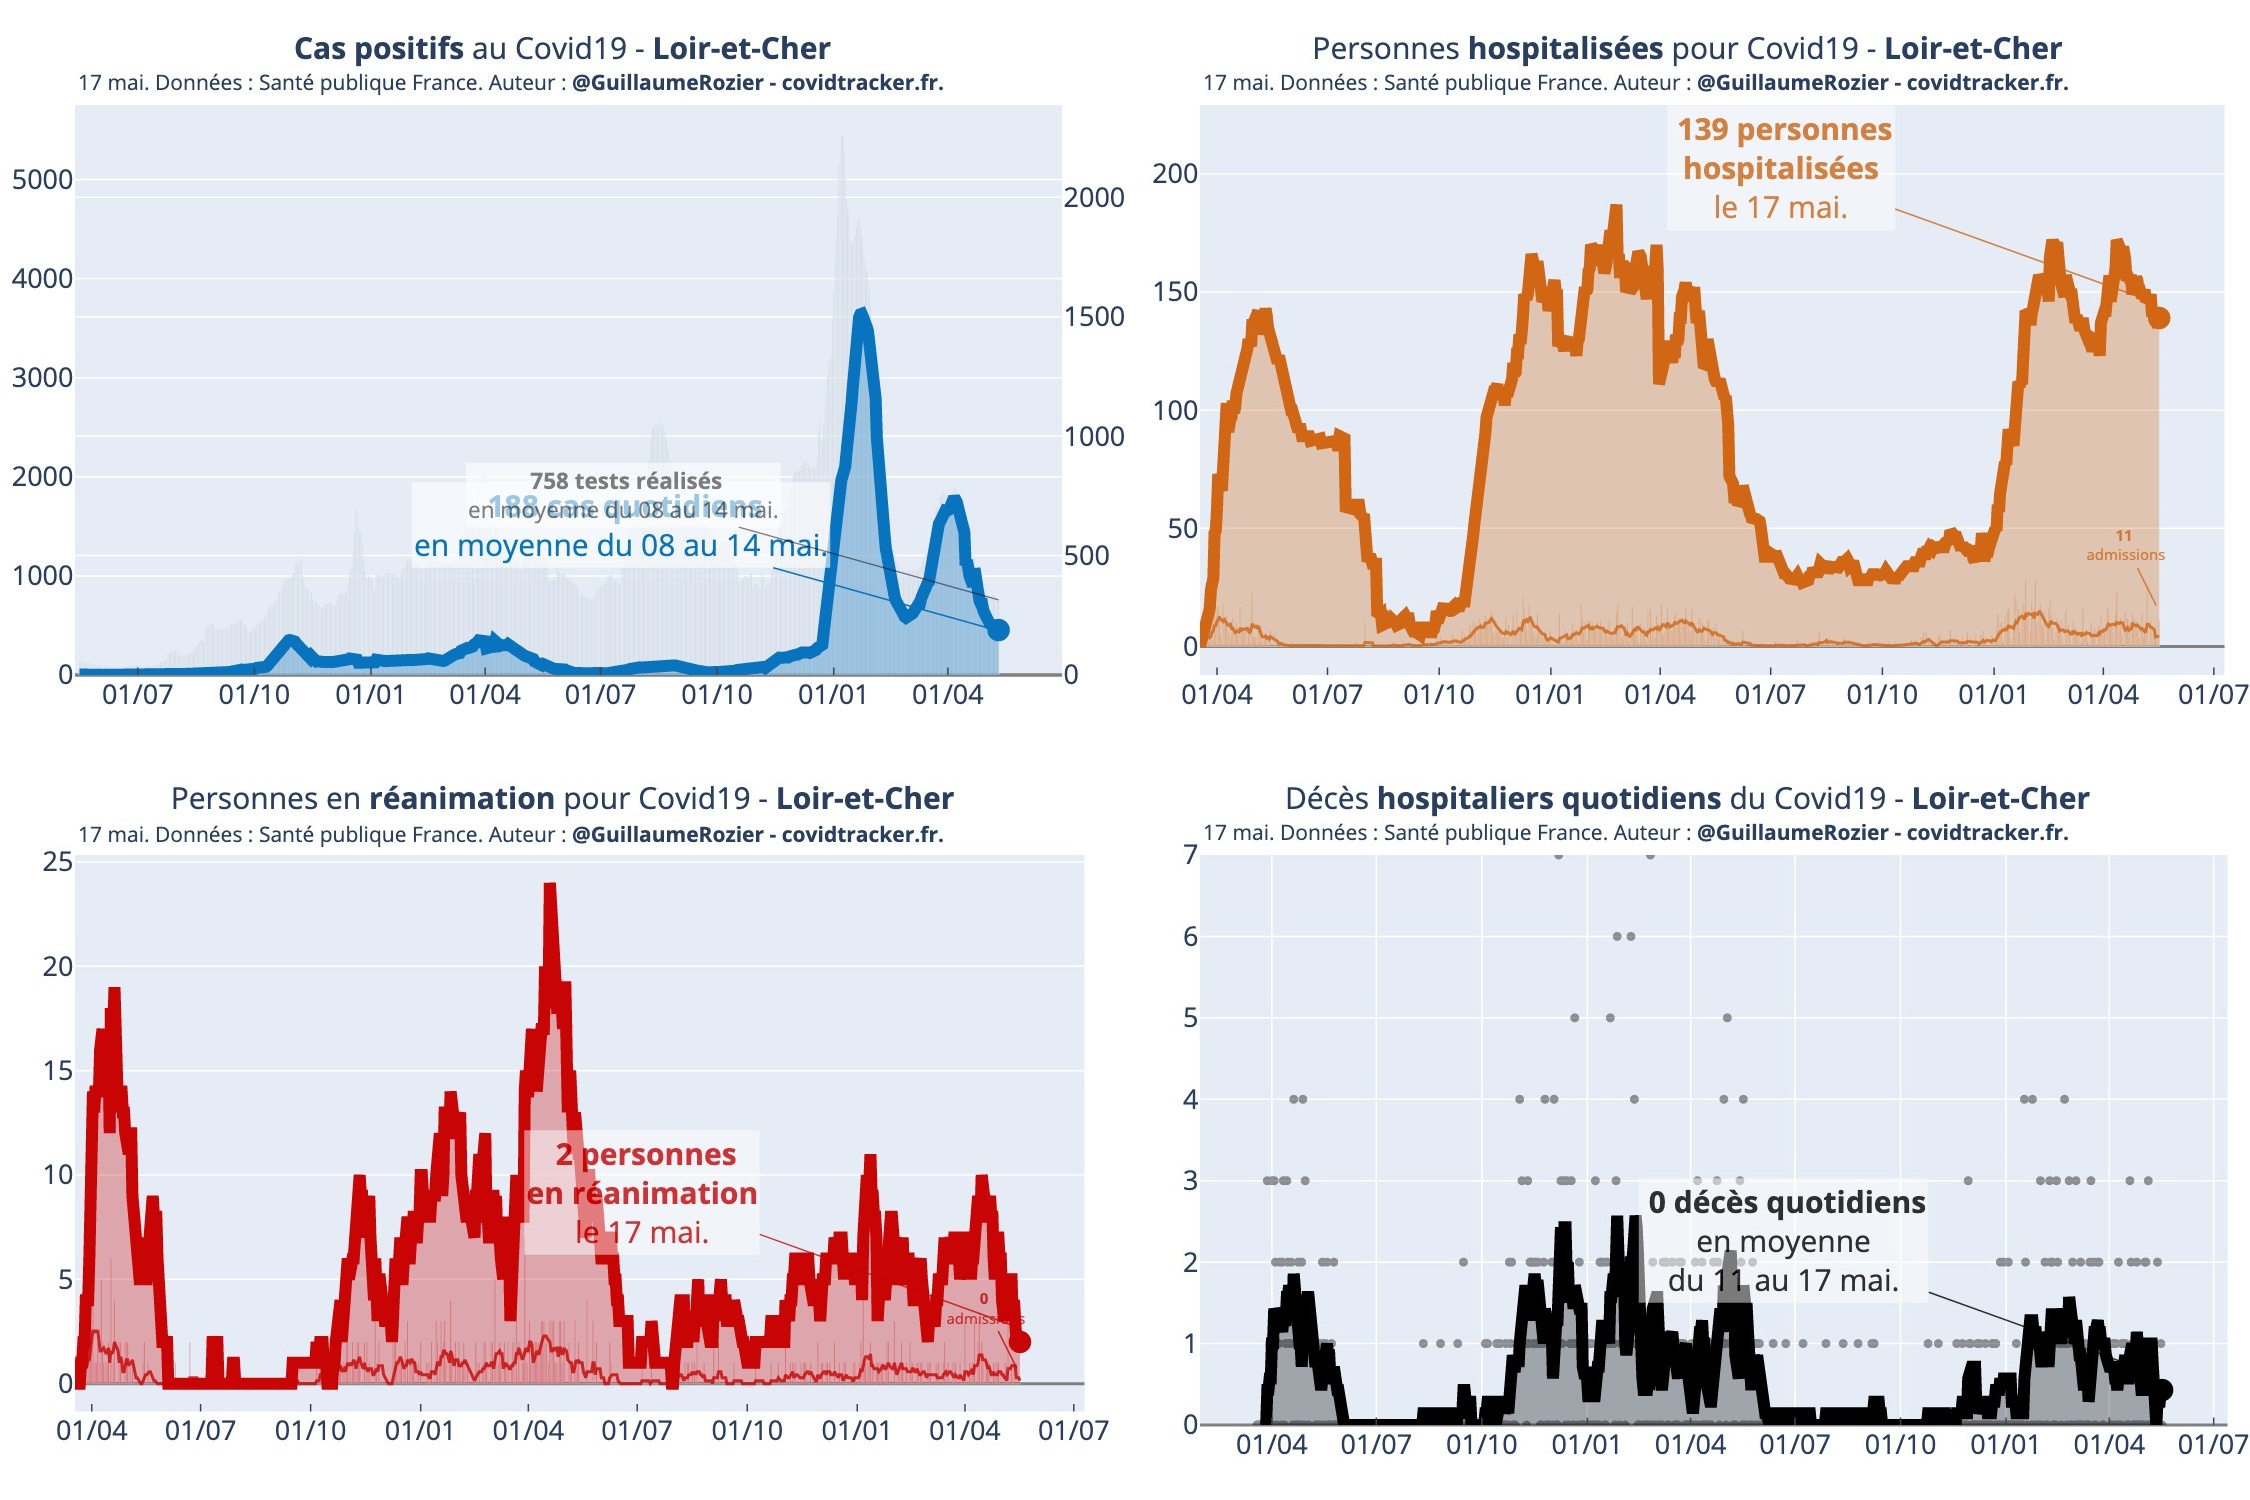 Cas positifs au Covid19 - Loir-et-Cher
17 mai. Données : Santé publique France. Auteur : @GuillaumeRozier - covidtracker.fr.
5000
4000
3000
2000
1000
0
2000
1500
1000
500
0
758 tests réalisés
en moyenne du 08 au 14 mai.
188 cas quotidiens
en moyenne du 08 au 14 mai.
01/07 01/10 01/01 01/04 01/07 01/10 01/01 01/04
Personnes hospitalisées pour Covid19 - Loir-et-Cher
17 mai. Données : Santé publique France. Auteur : @GuillaumeRozier - covidtracker.fr.
139 personnes
hospitalisées
le 17 mai.
200
150
100
50
0
11
admissions
01/04 01/07 01/10 01/01 01/04 01/07 01/10 01/01 01/04 01/07
Personnes en réanimation pour Covid19 - Loir-et-Cher
17 mai. Données : Santé publique France. Auteur : @GuillaumeRozier - covidtracker.fr.
25
20
15
10
5
0
2 personnes
en réanimation
le 17 mai.
0
admissions
01/04 01/07 01/10 01/01 01/04 01/07 01/10 01/01 01/04 01/07
Décès hospitaliers quotidiens du Covid19 - Loir-et-Cher
17 mai. Données : Santé publique France. Auteur : @GuillaumeRozier - covidtracker.fr.
7
6
5
4
3
2
1
0
0 décès quotidiens
en moyenne
du 11 au 17 mai.
01/04 01/07 01/10 01/01 01/04 01/07 01/10 01/01 01/04 01/07